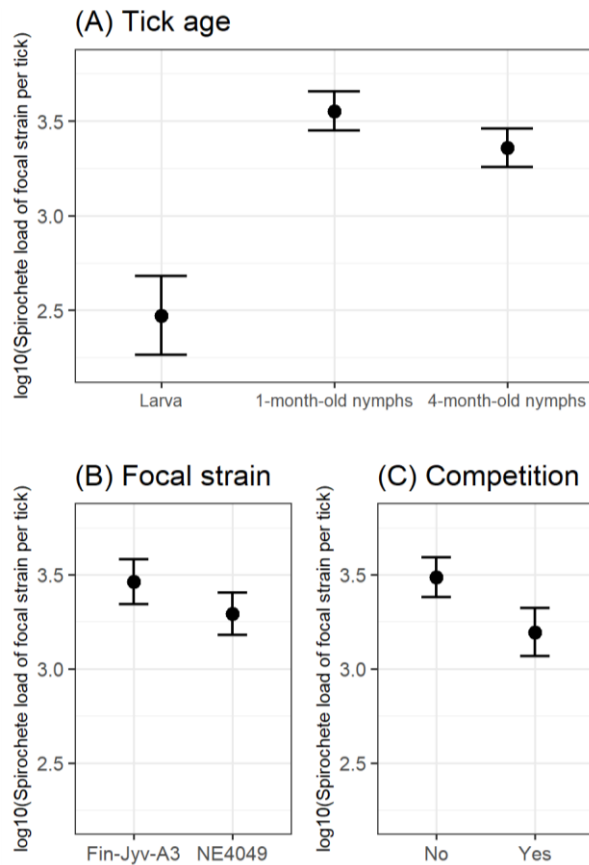 (A) Tick age
log10(Spirochete load of focal strain per tick)
3.5
3.0
2.5
Larva 1-month-old nymphs 4-month-old nymphs
(B) Focal strain
log10(Spirochete load of focal strain per tick)
3.5
3.0
2.5
Fin-Jyv-A3 NE4049
(C) Competition
log10(Spirochete load of focal strain per tick)
3.5
3.0
2.5
No Yes